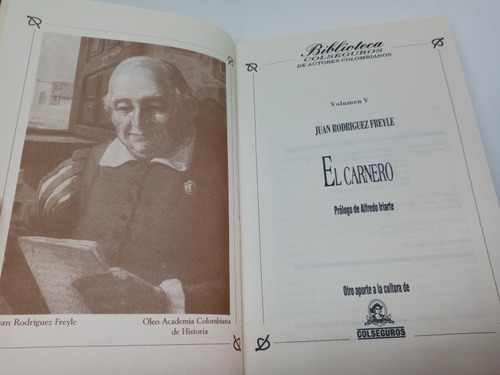 uan Rodríguez Freyle
Oleo Academia Colombiana
de Historia
Biblioteca
COLSEGUROS
DE AUTORES COLOMBIANOS
Volumen V
JUAN RODRIGUEZ FREYLE
EL CARNERO
Prólogo de Alfredo Iriarte
Otro aporte a la cultura de
COLSEGUROS